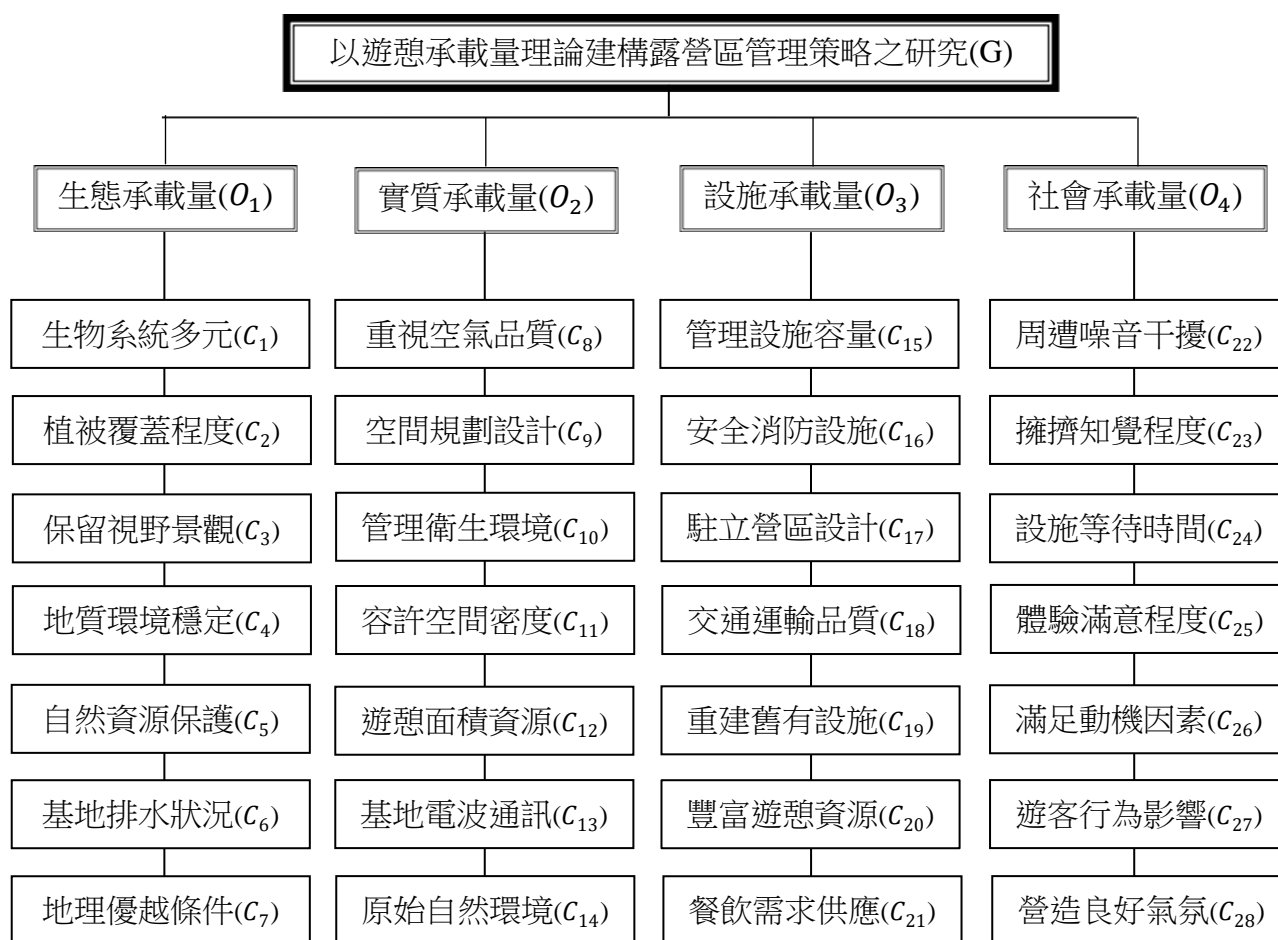 以遊憩承載量理論建構露營區管理策略之研究(G)
生態承載量(O₁)
實質承載量(O₂)
設施承載量(O₃)
社會承載量(O₄)
生物系統多元(C₁)
重視空氣品質(C₈)
管理設施容量(C₁₅)
周遭噪音干擾(C₂₂)
植被覆蓋程度(C₂)
空間規劃設計(C₉)
安全消防設施(C₁₆)
擁擠知覺程度(C₂₃)
保留視野景觀(C₃)
管理衛生環境(C₁₀)
駐立營區設計(C₁₇)
設施等待時間(C₂₄)
地質環境穩定(C₄)
容許空間密度(C₁₁)
交通運輸品質(C₁₈)
體驗滿意程度(C₂₅)
自然資源保護(C₅)
遊憩面積資源(C₁₂)
重建舊有設施(C₁₉)
滿足動機因素(C₂₆)
基地排水狀況(C₆)
基地電波通訊(C₁₃)
豐富遊憩資源(C₂₀)
遊客行為影響(C₂₇)
地理優越條件(C₇)
原始自然環境(C₁₄)
餐飲需求供應(C₂₁)
營造良好氣氛(C₂₈)